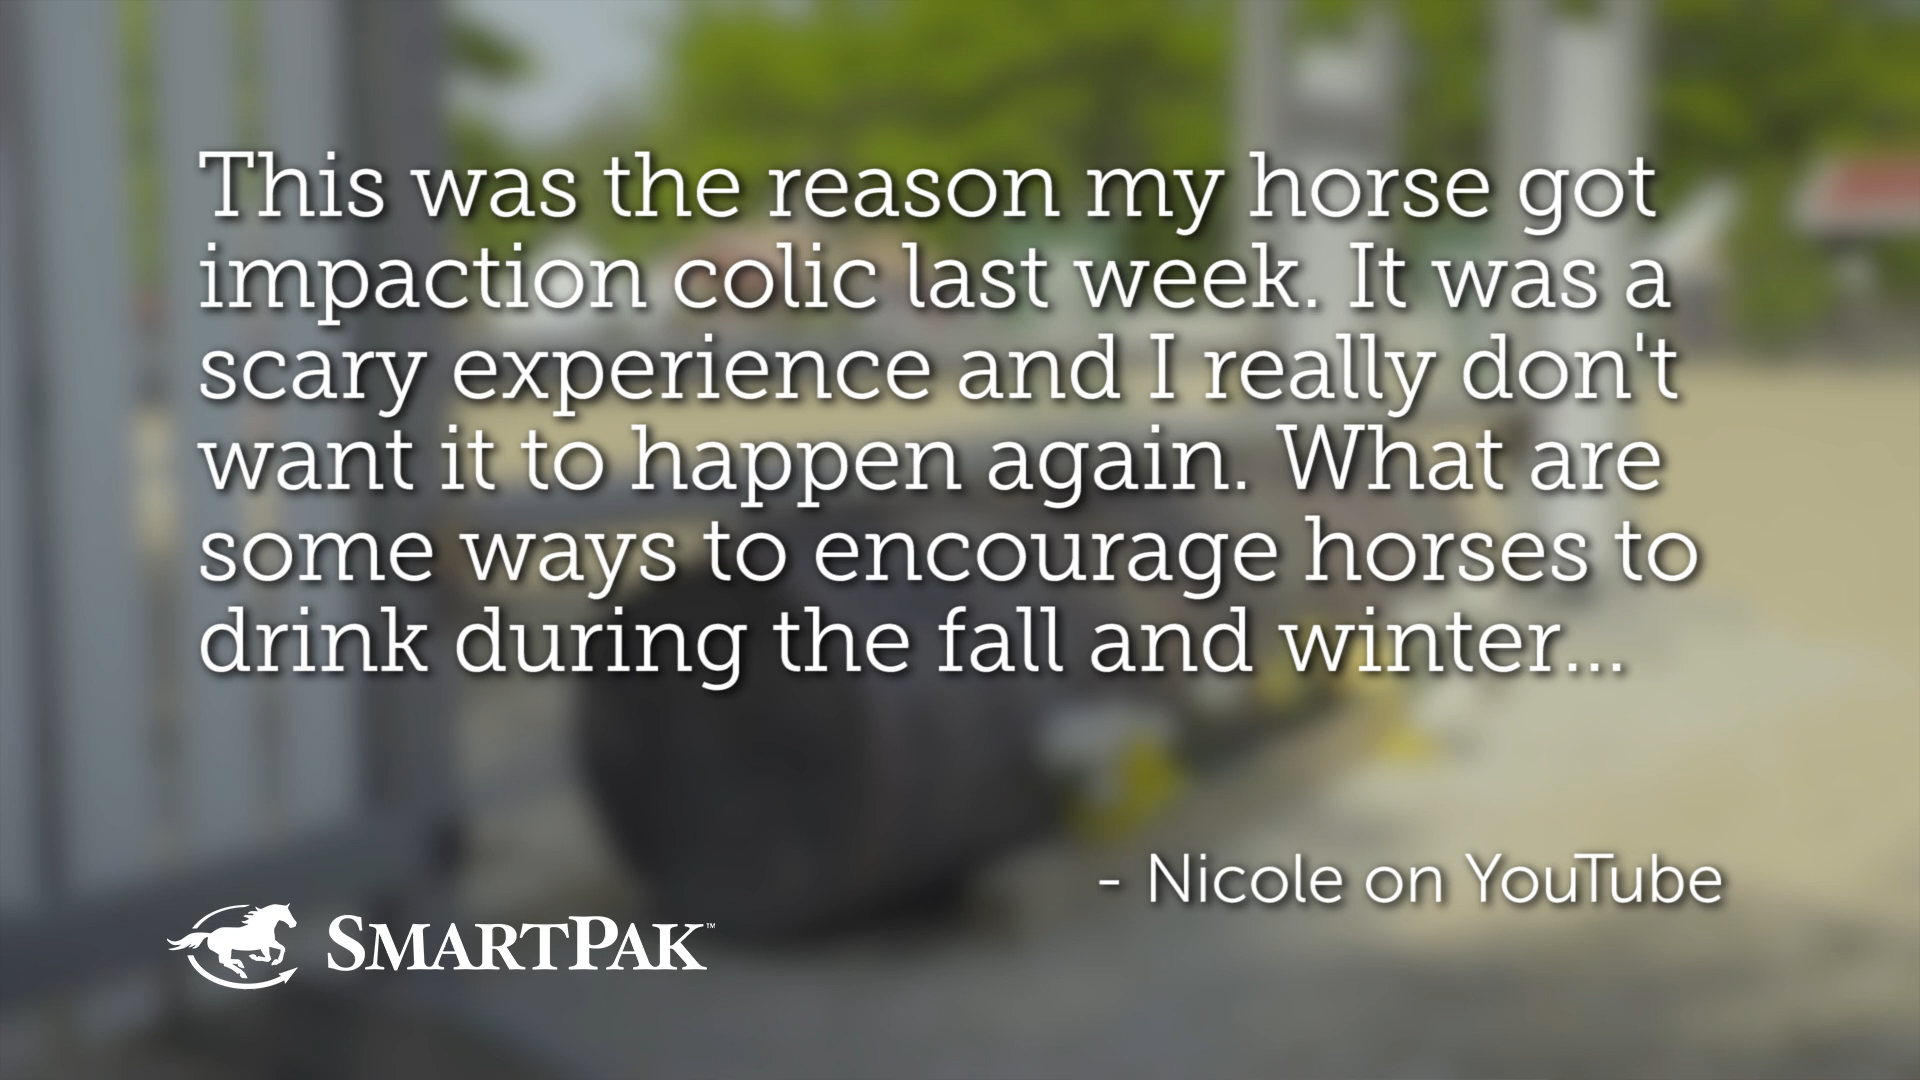 This was the reason my horse got
impaction colic last week. It was a
scary experience and I really don't
want it to happen again. What are
some ways to encourage horses to
drink during the fall and winter...
- Nicole on YouTube
SMARTPAK™